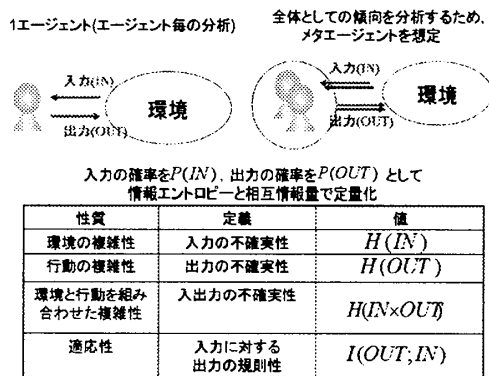 1エージェント(エージェント毎の分析)
全体としての傾向を分析するため,
メタエージェントを想定
入力(IN)
環境
出力(OUT)
入力(IN)
環境
出力(OUT)
入力の確率をP(IN), 出力の確率をP(OUT)として
情報エントロピーと相互情報量で定量化
性質 定義 値
環境の複雑性 入力の不確実性 H(IN)
行動の複雑性 出力の不確実性 H(OUT)
環境と行動を組み 入出力の不確実性 H(IN×OUT)
合わせた複雑性
適応性 入力に対する I(OUT;IN)
出力の規則性